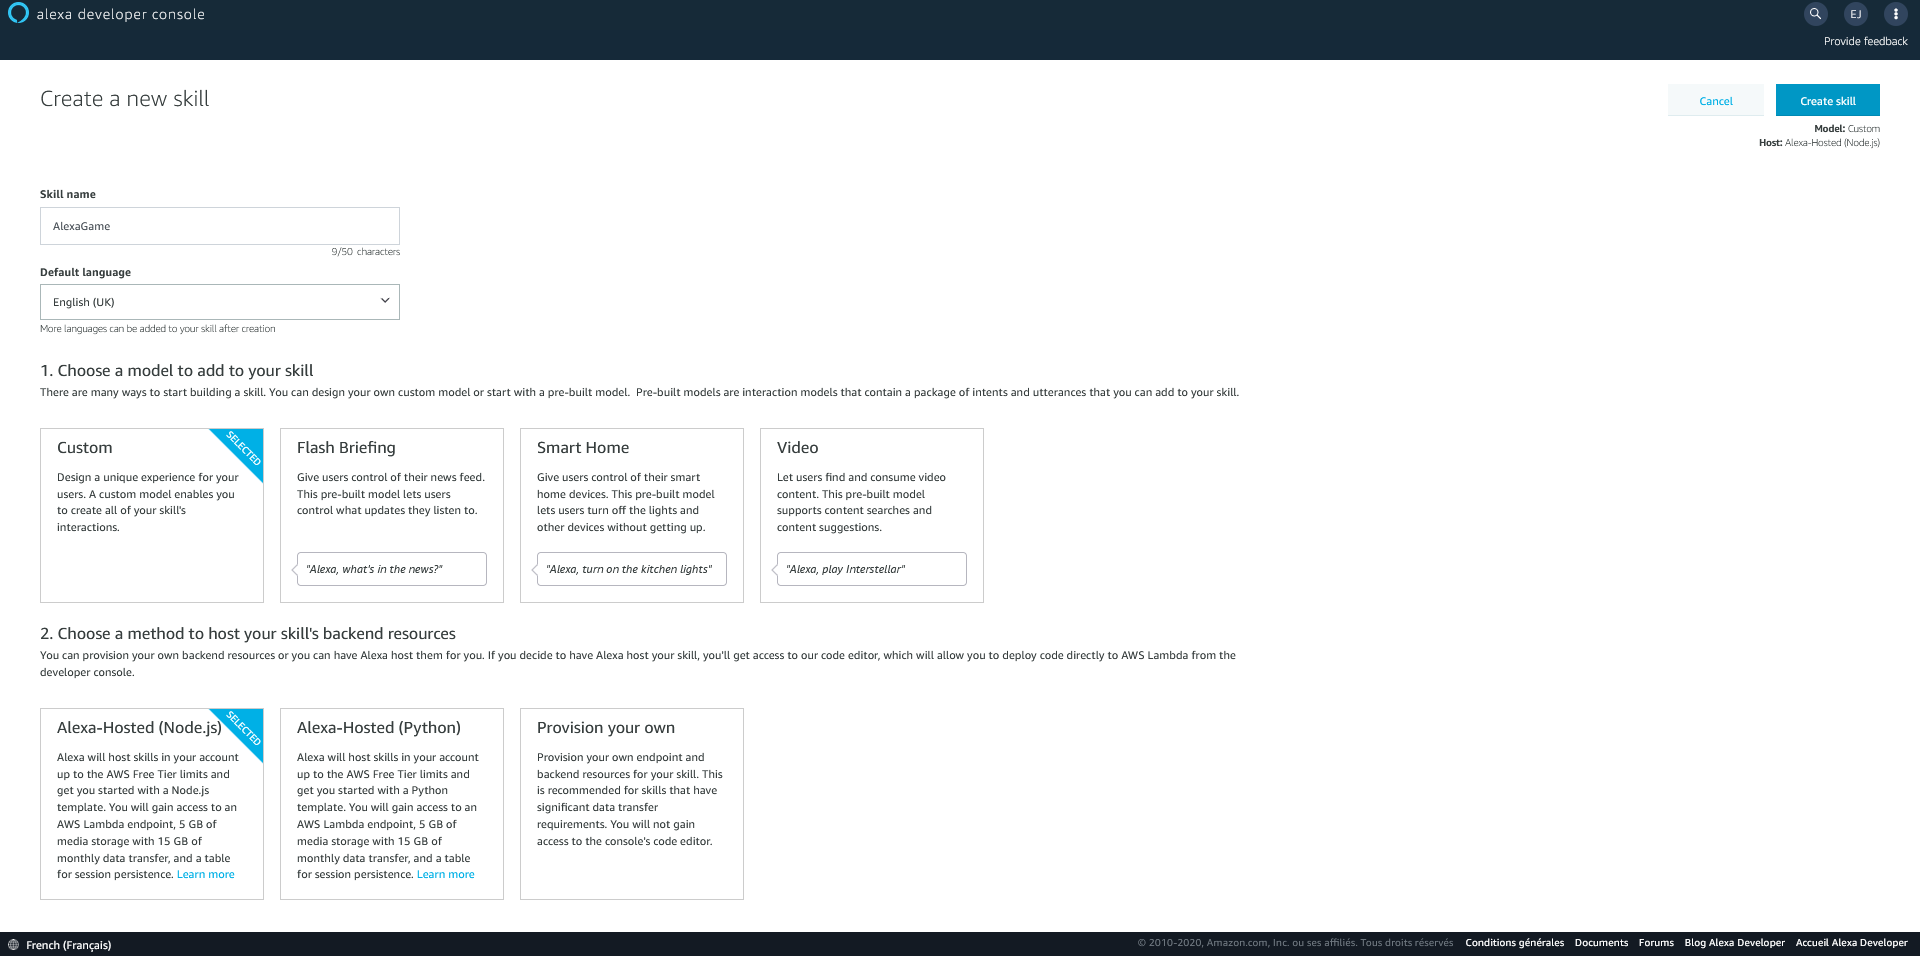 alexa developer console
EJ
Provide feedback
Create a new skill
Cancel
Create skill
Model: Custom
Host: Alexa-Hosted (Node.js)
Skill name
AlexaGame
9/50 characters
Default language
English (UK)
More languages can be added to your skill after creation
1. Choose a model to add to your skill
There are many ways to start building a skill. You can design your own custom model or start with a pre-built model. Pre-built models are interaction models that contain a package of intents and utterances that you can add to your skill.
Custom
SELECTED
Design a unique experience for your
users. A custom model enables you
to create all of your skill's
interactions.
Flash Briefing
Give users control of their news feed.
This pre-built model lets users
control what updates they listen to.
"Alexa, what's in the news?"
Smart Home
Give users control of their smart
home devices. This pre-built model
lets users turn off the lights and
other devices without getting up.
"Alexa, turn on the kitchen lights"
Video
Let users find and consume video
content. This pre-built model
supports content searches and
content suggestions.
"Alexa, play Interstellar"
2. Choose a method to host your skill's backend resources
You can provision your own backend resources or you can have Alexa host them for you. If you decide to have Alexa host your skill, you'll get access to our code editor, which will allow you to deploy code directly to AWS Lambda from the
developer console.
Alexa-Hosted (Node.js)
SELECTED
Alexa will host skills in your account
up to the AWS Free Tier limits and
get you started with a Node.js
template. You will gain access to an
AWS Lambda endpoint, 5 GB of
media storage with 15 GB of
monthly data transfer, and a table
for session persistence. Learn more
Alexa-Hosted (Python)
Alexa will host skills in your account
up to the AWS Free Tier limits and
get you started with a Python
template. You will gain access to an
AWS Lambda endpoint, 5 GB of
media storage with 15 GB of
monthly data transfer, and a table
for session persistence. Learn more
Provision your own
Provision your own endpoint and
backend resources for your skill. This
is recommended for skills that have
significant data transfer
requirements. You will not gain
access to the console's code editor.
French (Français)
© 2010-2020, Amazon.com, Inc. ou ses affiliés. Tous droits réservés
Conditions générales
Documents
Forums
Blog Alexa Developer
Accueil Alexa Developer